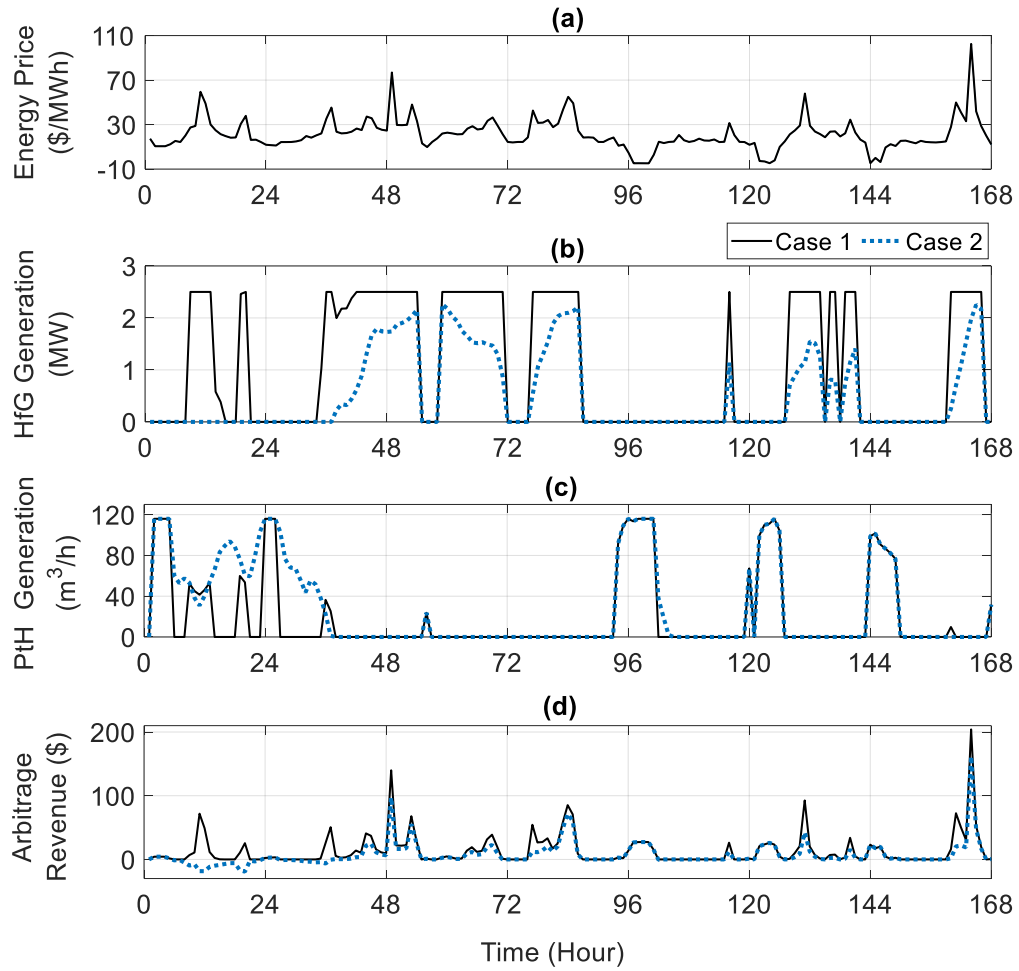 (a)
Energy Price
($/MWh)
110
70
30
-10
0 24 48 72 96 120 144 168
Case 1 Case 2
(b)
HfG Generation
(MW)
3
2
1
0
0 24 48 72 96 120 144 168
(c)
PtH Generation
(m³/h)
120
80
40
0
0 24 48 72 96 120 144 168
(d)
Arbitrage
Revenue ($)
200
100
0
0 24 48 72 96 120 144 168
Time (Hour)